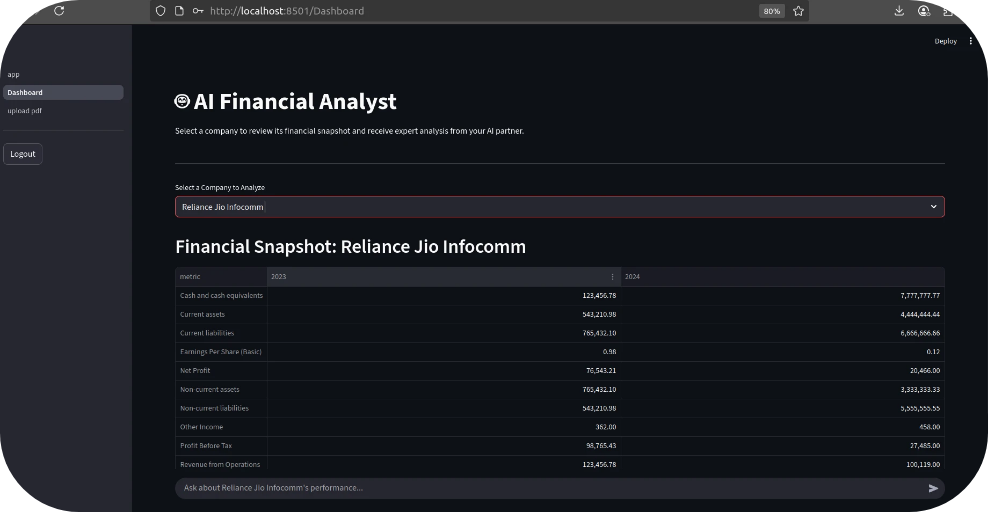 http://localhost:8501/Dashboard
80%
Deploy
app
Dashboard
upload pdf
Logout
AI Financial Analyst
Select a company to review its financial snapshot and receive expert analysis from your AI partner.
Select a Company to Analyze
Reliance Jio Infocomm
Financial Snapshot: Reliance Jio Infocomm
metric 2023 2024
Cash and cash equivalents 123,456.78 7,777,777.77
Current assets 543,210.98 4,444,444.44
Current liabilities 765,432.10 6,666,666.66
Earnings Per Share (Basic) 0.98 0.12
Net Profit 76,543.21 20,466.00
Non-current assets 765,432.10 3,333,333.33
Non-current liabilities 543,210.98 5,555,555.55
Other Income 362.00 458.00
Profit Before Tax 98,765.43 27,485.00
Revenue from Operations 123,456.78 100,119.00
Ask about Reliance Jio Infocomm's performance...